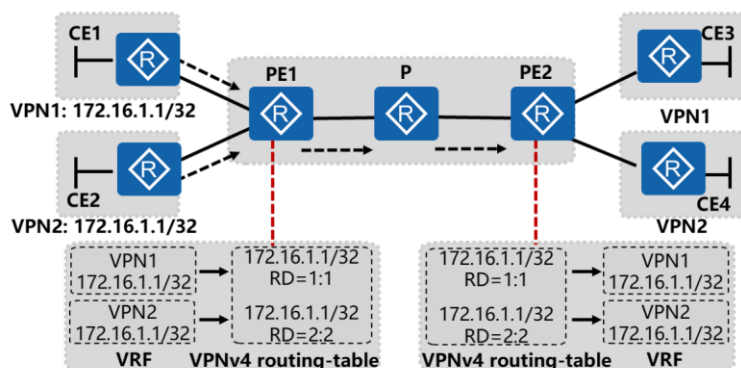 CE1
R
VPN1: 172.16.1.1/32
CE2
R
VPN2: 172.16.1.1/32
PE1
R
P
R
PE2
R
CE3
R
VPN1
R
CE4
VPN2
VPN1
172.16.1.1/32
VPN2
172.16.1.1/32
VRF
172.16.1.1/32
RD=1:1
172.16.1.1/32
RD=2:2
VPNv4 routing-table
172.16.1.1/32
RD=1:1
172.16.1.1/32
RD=2:2
VPNv4 routing-table
VPN1
172.16.1.1/32
VPN2
172.16.1.1/32
VRF